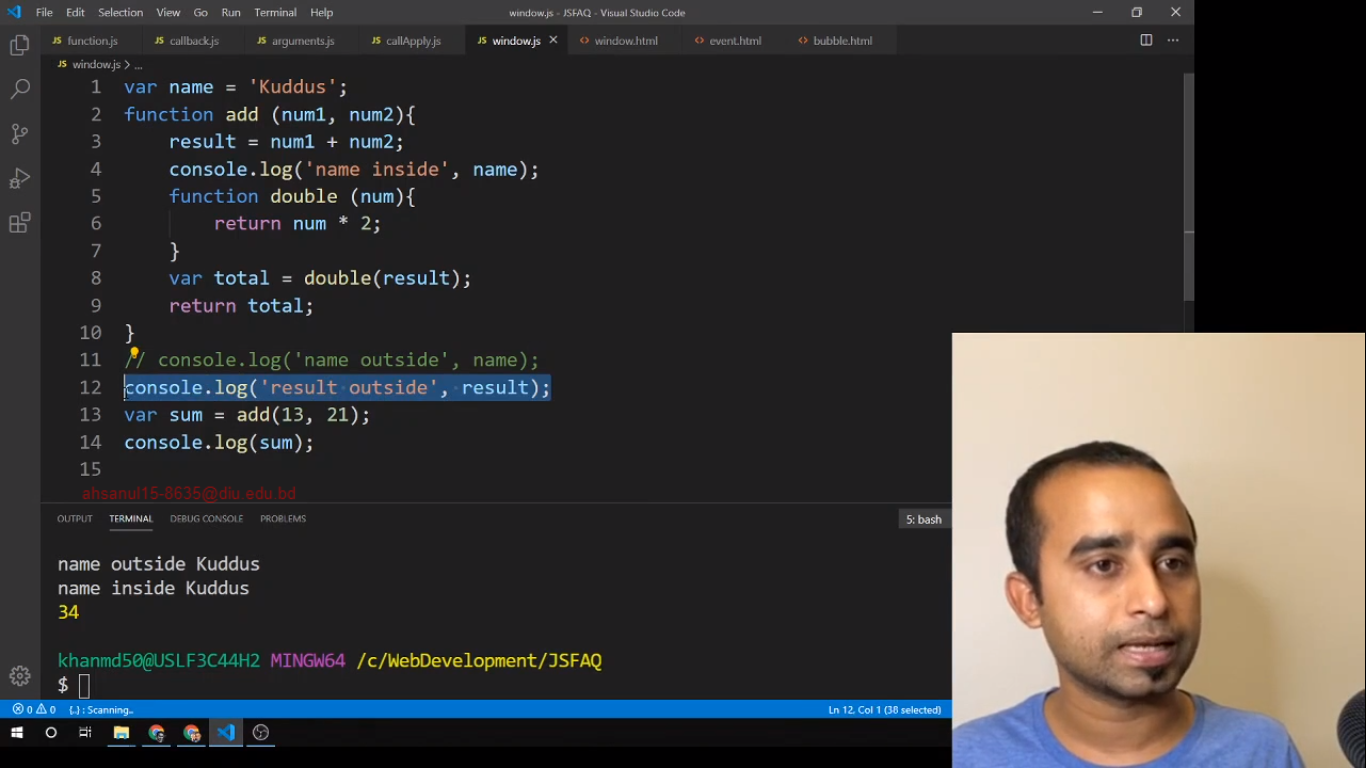 File Edit Selection View Go Run Terminal Help window.js - JSFAQ - Visual Studio Code
JS function.js JS callback.js JS arguments.js JS callApply.js JS window.js <> window.html <> event.html <> bubble.html
JS window.js > ...
1 var name = 'Kuddus';
2 function add (num1, num2){
3 result = num1 + num2;
4 console.log('name inside', name);
5 function double (num){
6 return num * 2;
7 }
8 var total = double(result);
9 return total;
10 }
11 // console.log('name outside', name);
12 console.log('result outside', result);
13 var sum = add(13, 21);
14 console.log(sum);
15
ahsanul15-8635@diu.edu.bd
OUTPUT TERMINAL DEBUG CONSOLE PROBLEMS 5: bash
name outside Kuddus
name inside Kuddus
34
khanmd50@USLF3C44H2 MINGW64 /c/WebDevelopment/JSFAQ
$
0 0 {..} : Scanning.. Ln 12, Col 1 (38 selected)